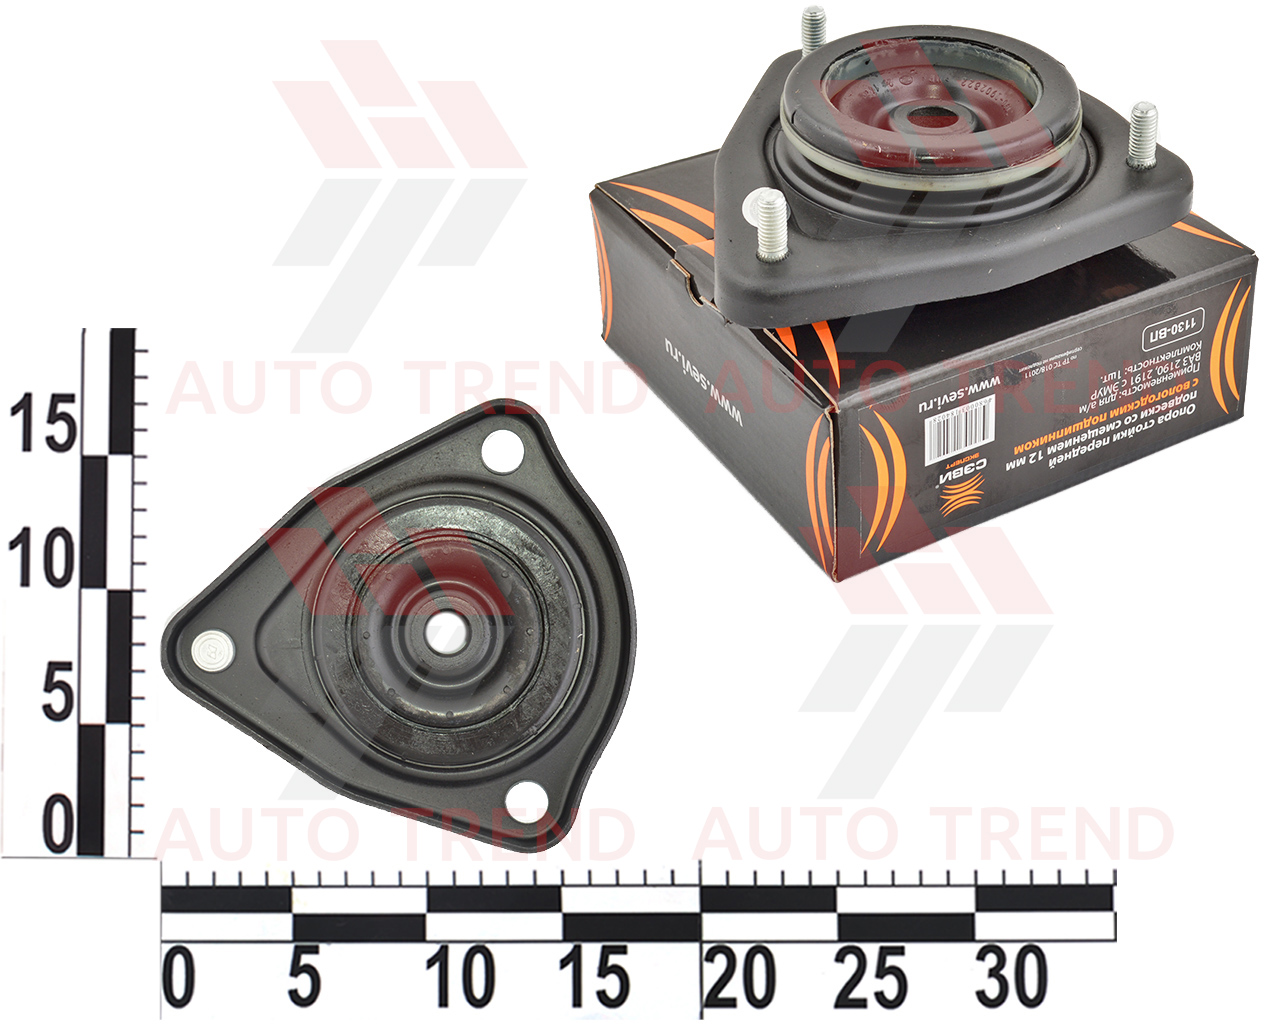 www.sevi.ru
1130-ВП
по ТР ТС 018/2011
www.sevi.ru
Опора стойки передней
подвески со смещением 12 мм
с вологодским подшипником
Применяемость: для а/м
ВАЗ 2190, 2191 с ЭМУР
Комплектность: 1шт.
СЭВИ
ЭКСПЕРТ
AUTO TREND
AUTO TREND
AUTO TREND
AUTO TREND
15
10
5
0
0 5 10 15 20 25 30